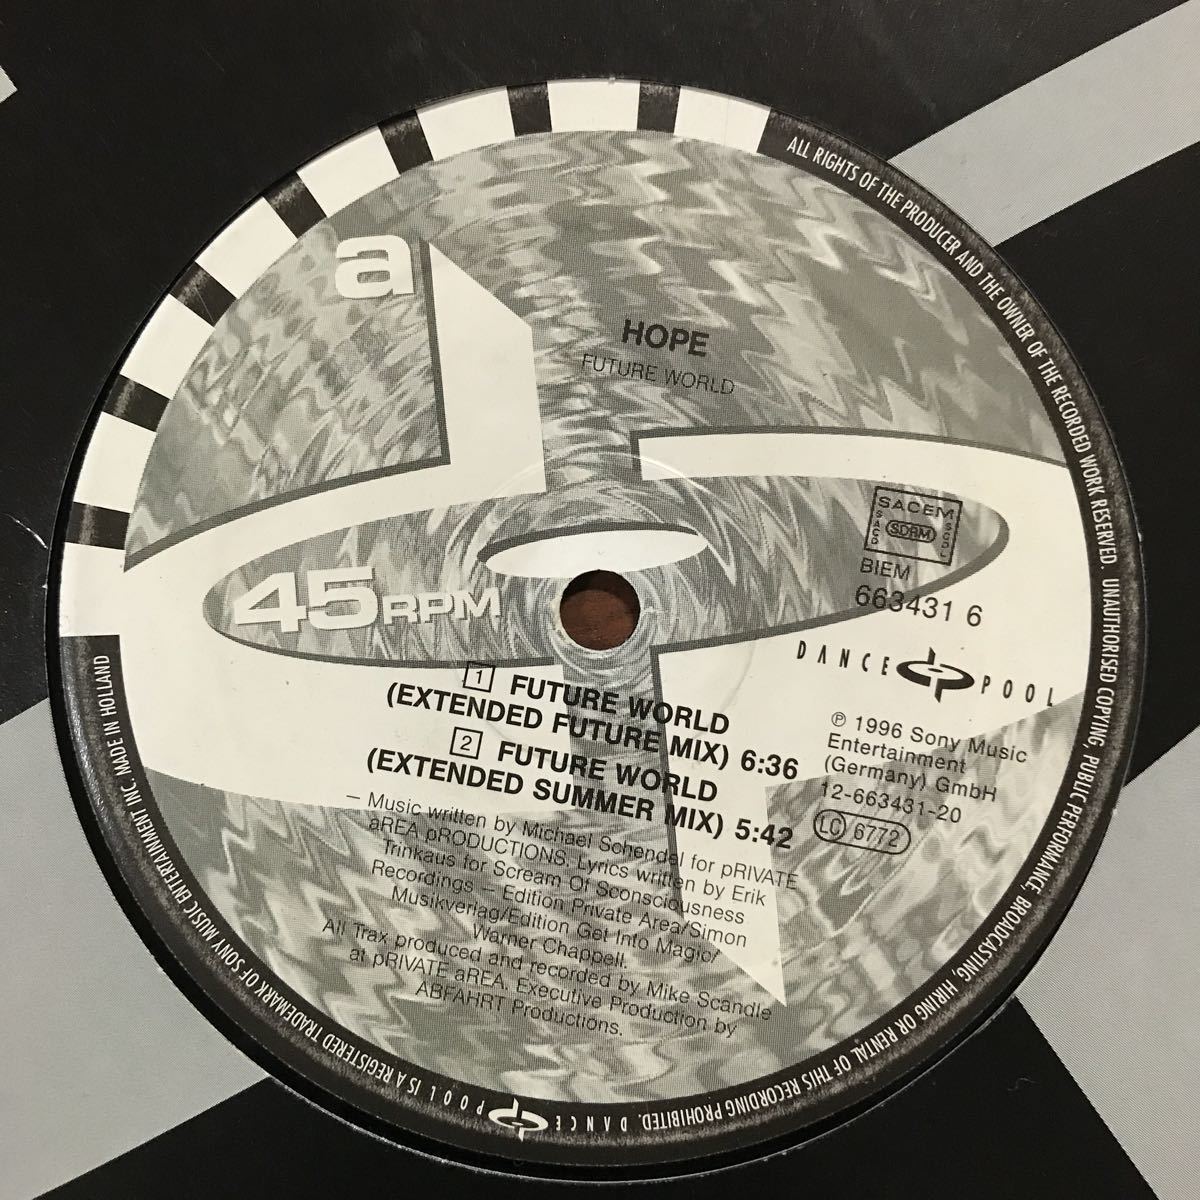 a
HOPE
FUTURE WORLD
45RPM
SACEM
SACD
SDRM
SGDL
BIEM
663431 6
DANCE POOL
1 FUTURE WORLD
(EXTENDED FUTURE MIX) 6:36
2 FUTURE WORLD
(EXTENDED SUMMER MIX) 5:42
℗ 1996 Sony Music
Entertainment
(Germany) GmbH
12-663431-20
LC 6772
– Music written by Michael Schendel for pRIVATE
aREA pRODUCTIONS. Lyrics written by Erik
Trinkaus for Scream Of Sconsciousness
Recordings – Edition Private Area/Simon
Musikverlag/Edition Get Into Magic/
Warner Chappell.
All Trax produced and recorded by Mike Scandle
at pRIVATE aREA. Executive Production by
ABFAHRT Productions.
ALL RIGHTS OF THE PRODUCER AND THE OWNER OF THE RECORDED WORK RESERVED. UNAUTHORISED COPYING, PUBLIC PERFORMANCE, BROADCASTING, HIRING OR RENTAL OF THIS RECORDING PROHIBITED. DANCE POOL IS A REGISTERED TRADEMARK OF SONY MUSIC ENTERTAINMENT INC. MADE IN HOLLAND